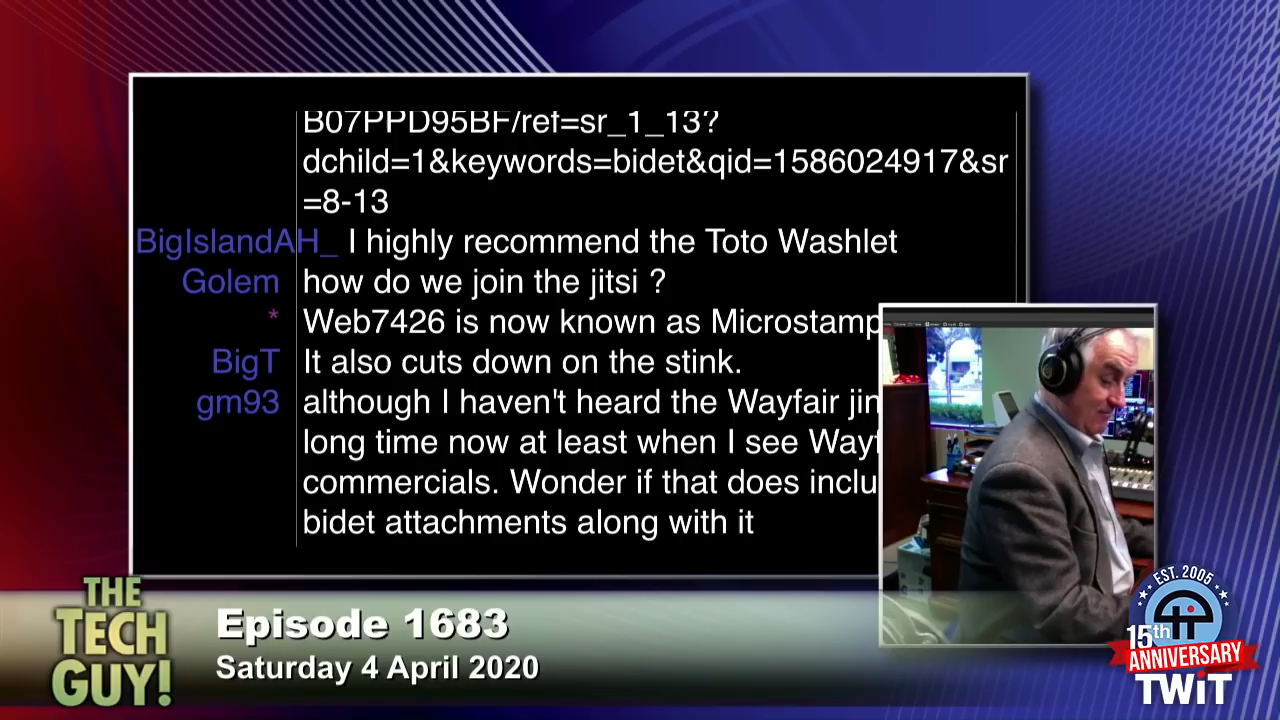 B07PPD95BF/ref=sr_1_13?
dchild=1&keywords=bidet&qid=1586024917&sr
=8-13
BigIslandAH_ I highly recommend the Toto Washlet
Golem how do we join the jitsi ?
* Web7426 is now known as Microstamp
BigT It also cuts down on the stink.
gm93 although I haven't heard the Wayfair jin
long time now at least when I see Wayf
commercials. Wonder if that does inclu
bidet attachments along with it
THE
TECH
GUY!
Episode 1683
Saturday 4 April 2020
EST. 2005
15th
ANNIVERSARY
TWiT